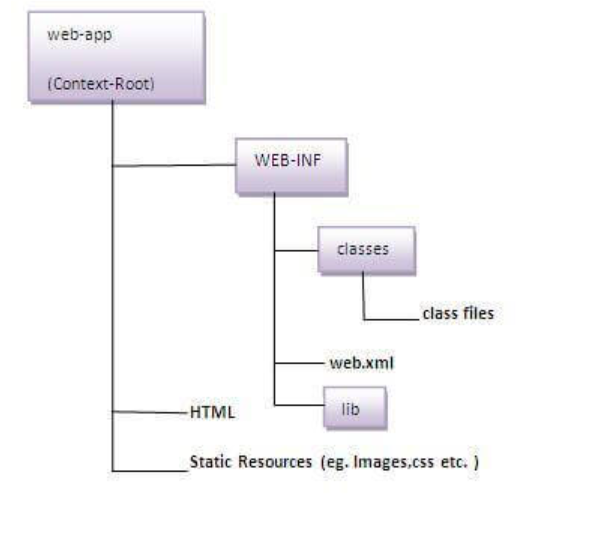 web-app
(Context-Root)
WEB-INF
classes
class files
web.xml
lib
HTML
Static Resources (eg. Images,css etc. )